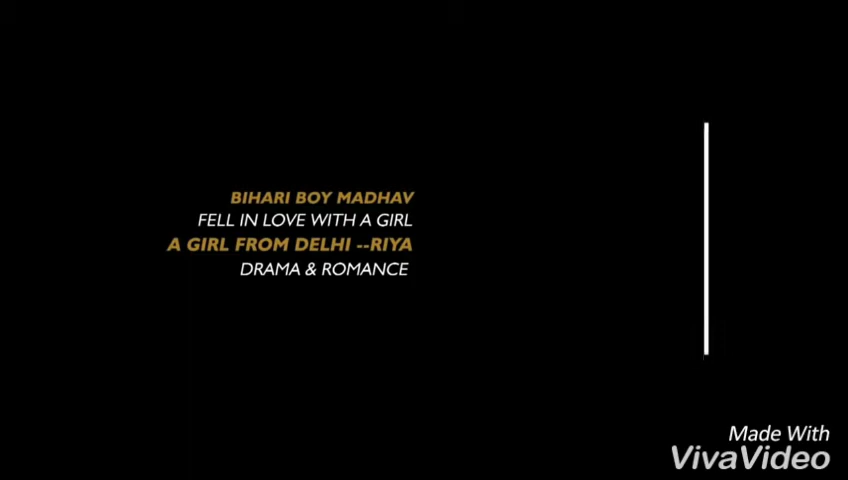 BIHARI BOY MADHAV
FELL IN LOVE WITH A GIRL
A GIRL FROM DELHI --RIYA
DRAMA & ROMANCE
Made With
VivaVideo